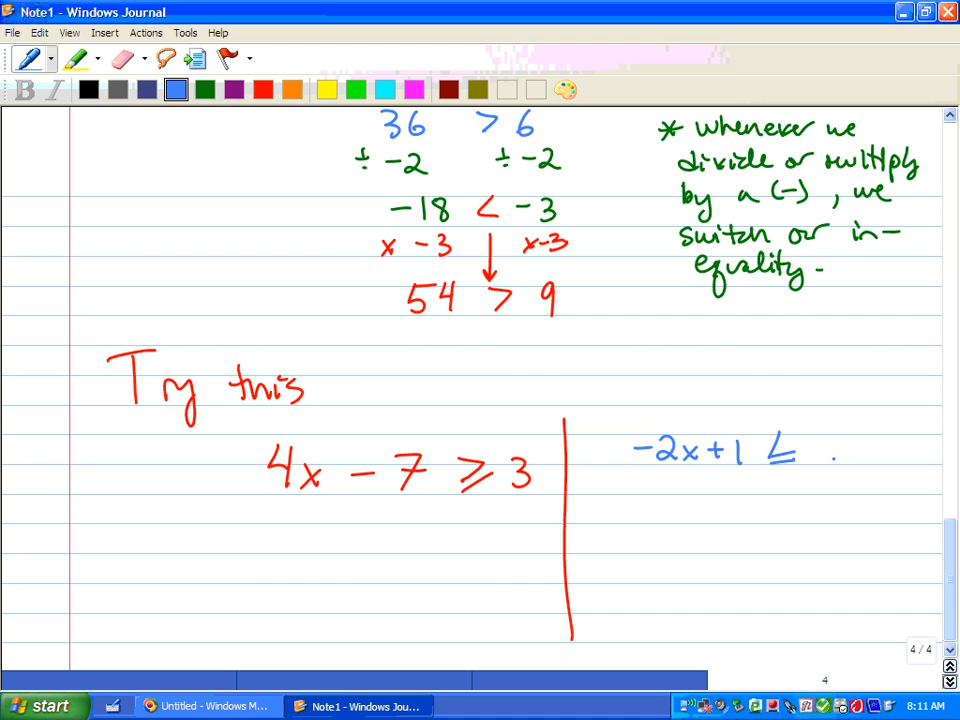 Note1 - Windows Journal
File Edit View Insert Actions Tools Help
B I
36 > 6
÷ -2 ÷ -2
-18 < -3
x -3 x-3
54 > 9
* Whenever we
divide or multiply
by a (-), we
switch our in-
equality.
Try this
4x - 7 ≥ 3
-2x+1 ≤ .
4 / 4
4
start
Untitled - Windows M...
Note1 - Windows Jou...
8:11 AM